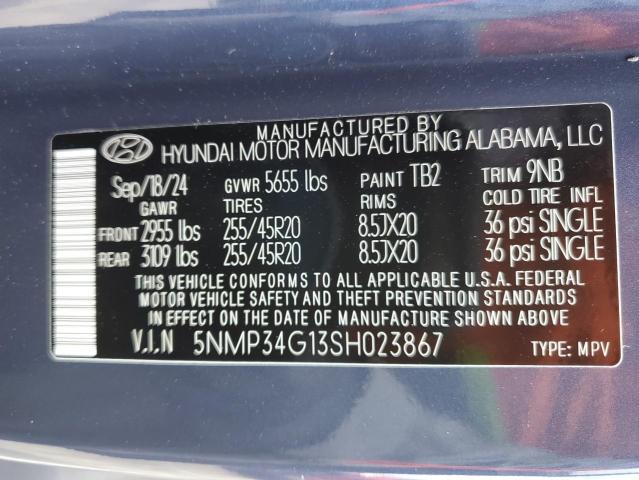 MANUFACTURED BY
HYUNDAI MOTOR MANUFACTURING ALABAMA, LLC
Sep/18/24 GVWR 5655 lbs PAINT TB2 TRIM 9NB
GAWR TIRES RIMS COLD TIRE INFL
FRONT 2955 lbs 255/45R20 8.5JX20 36 psi SINGLE
REAR 3109 lbs 255/45R20 8.5JX20 36 psi SINGLE
THIS VEHICLE CONFORMS TO ALL APPLICABLE U.S.A. FEDERAL
MOTOR VEHICLE SAFETY AND THEFT PREVENTION STANDARDS
IN EFFECT ON THE DATE OF MANUFACTURE SHOWN ABOVE
V.I.N 5NMP34G13SH023867 TYPE: MPV